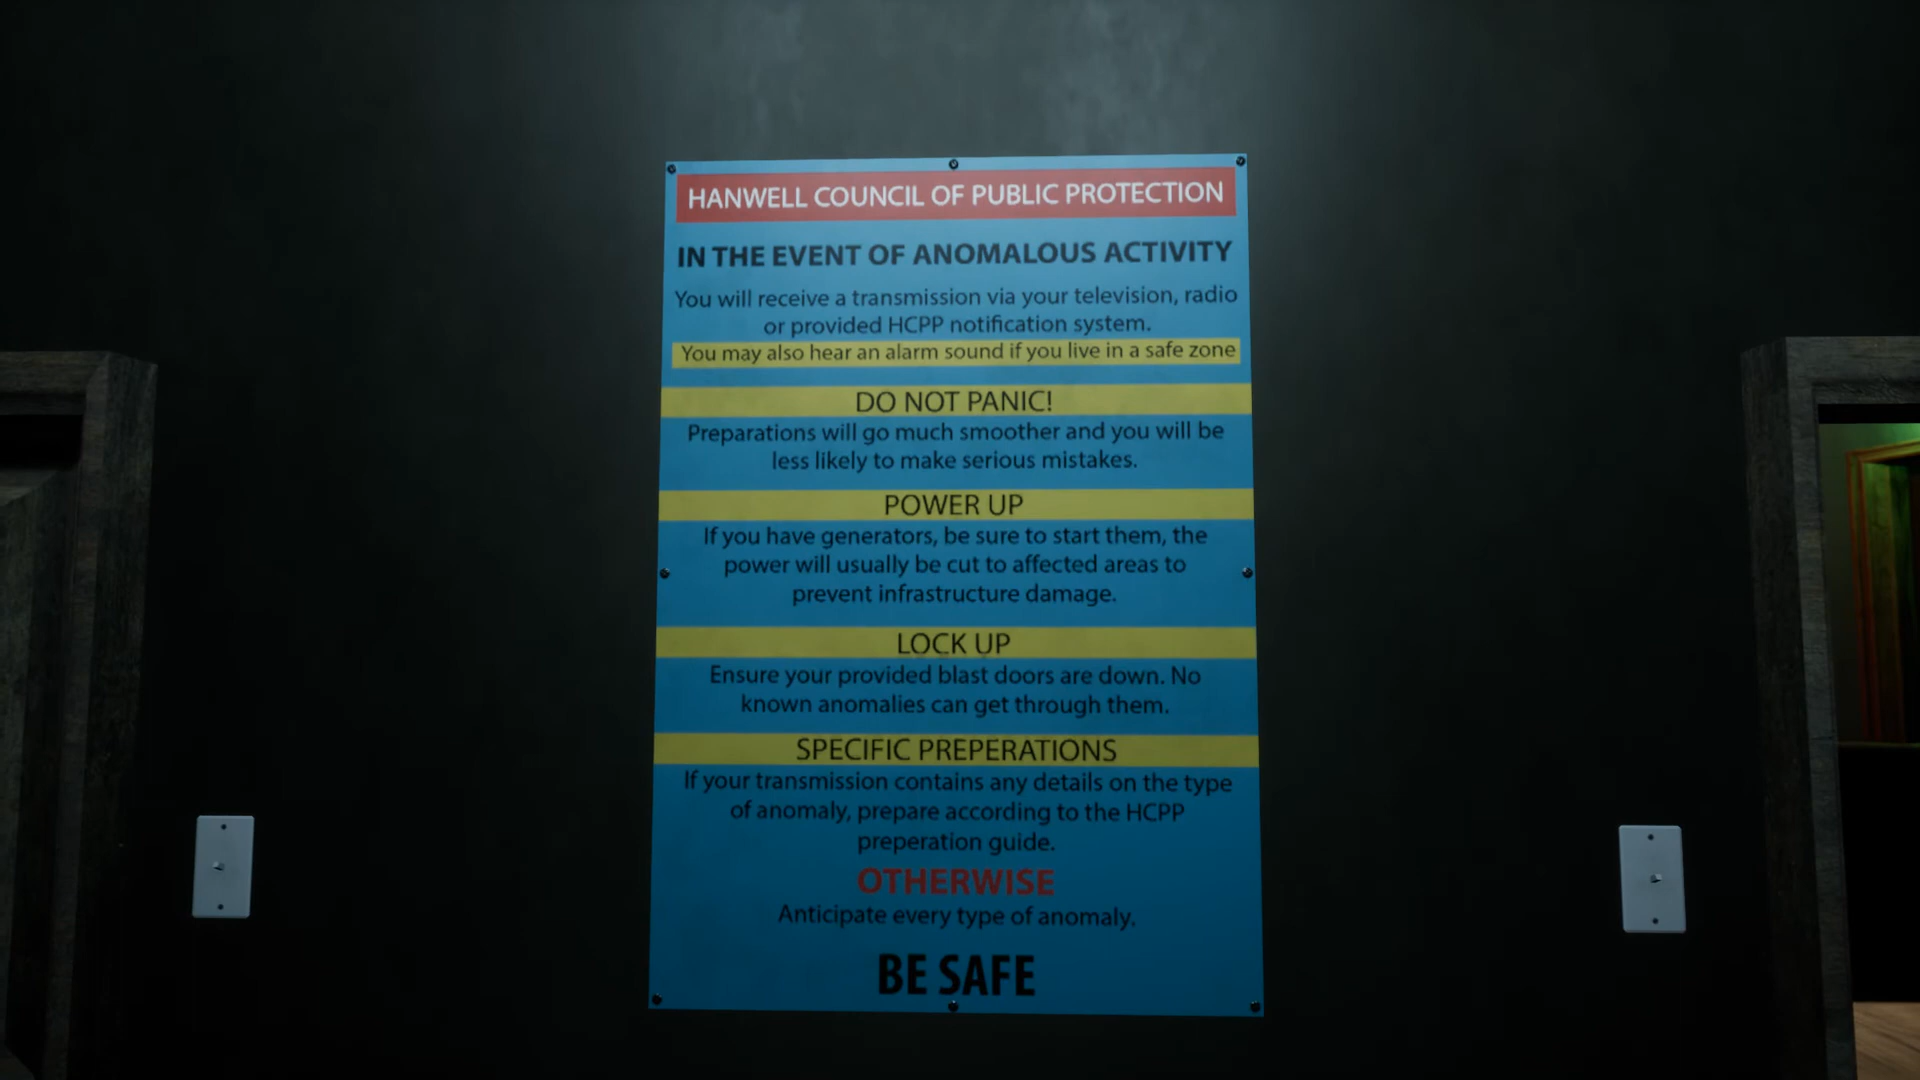 HANWELL COUNCIL OF PUBLIC PROTECTION
IN THE EVENT OF ANOMALOUS ACTIVITY
You will receive a transmission via your television, radio
or provided HCPP notification system.
You may also hear an alarm sound if you live in a safe zone
DO NOT PANIC!
Preparations will go much smoother and you will be
less likely to make serious mistakes.
POWER UP
If you have generators, be sure to start them, the
power will usually be cut to affected areas to
prevent infrastructure damage.
LOCK UP
Ensure your provided blast doors are down. No
known anomalies can get through them.
SPECIFIC PREPERATIONS
If your transmission contains any details on the type
of anomaly, prepare according to the HCPP
preperation guide.
OTHERWISE
Anticipate every type of anomaly.
BE SAFE